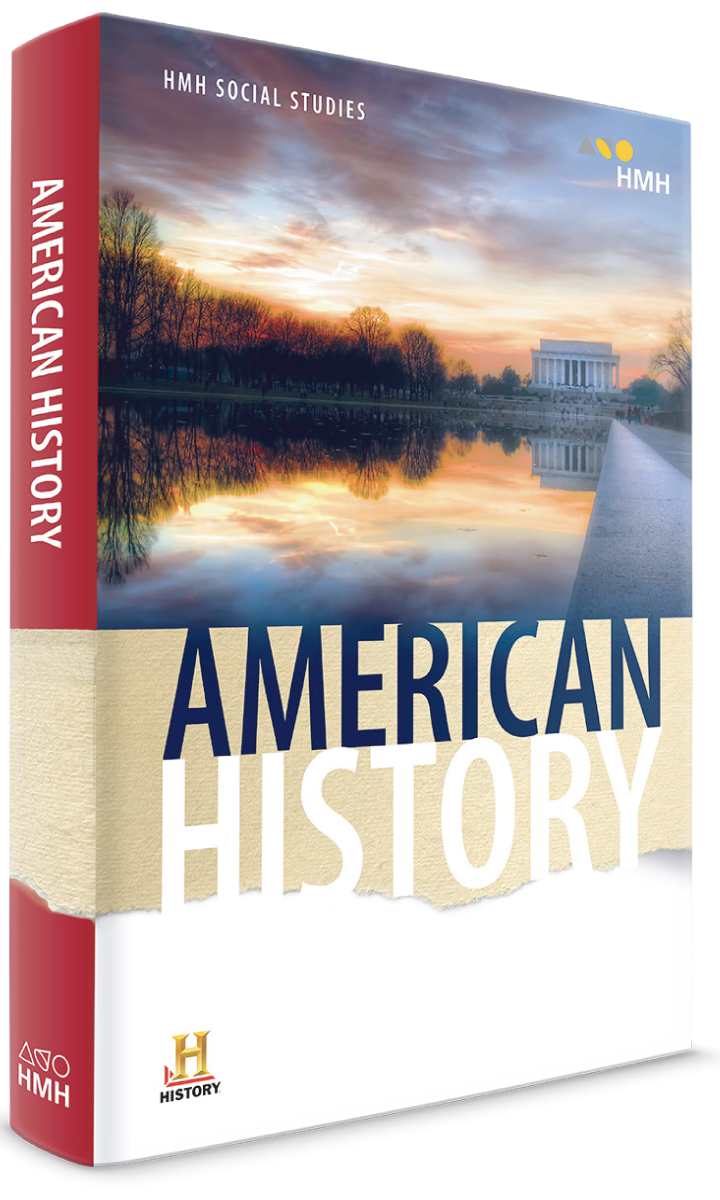 HMH SOCIAL STUDIES
HMH
AMERICAN HISTORY
AMERICAN
HISTORY
H
HISTORY
HMH